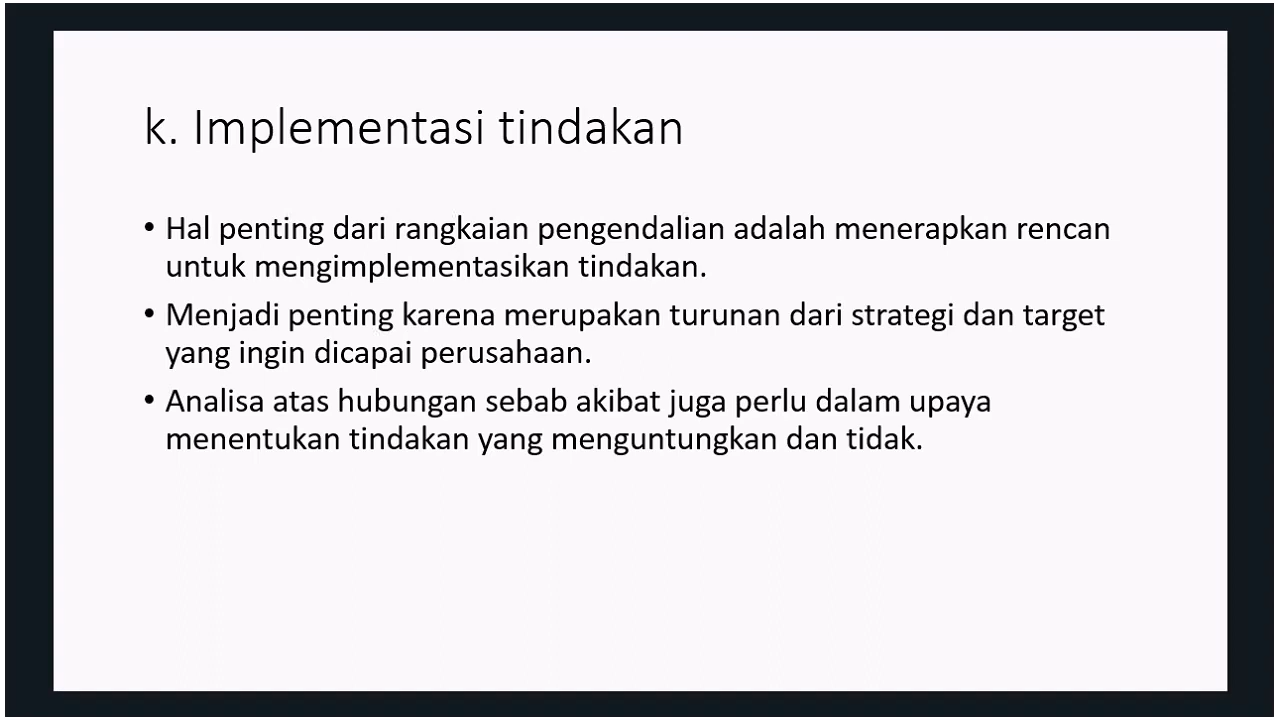 k. Implementasi tindakan
• Hal penting dari rangkaian pengendalian adalah menerapkan rencan
untuk mengimplementasikan tindakan.
• Menjadi penting karena merupakan turunan dari strategi dan target
yang ingin dicapai perusahaan.
• Analisa atas hubungan sebab akibat juga perlu dalam upaya
menentukan tindakan yang menguntungkan dan tidak.